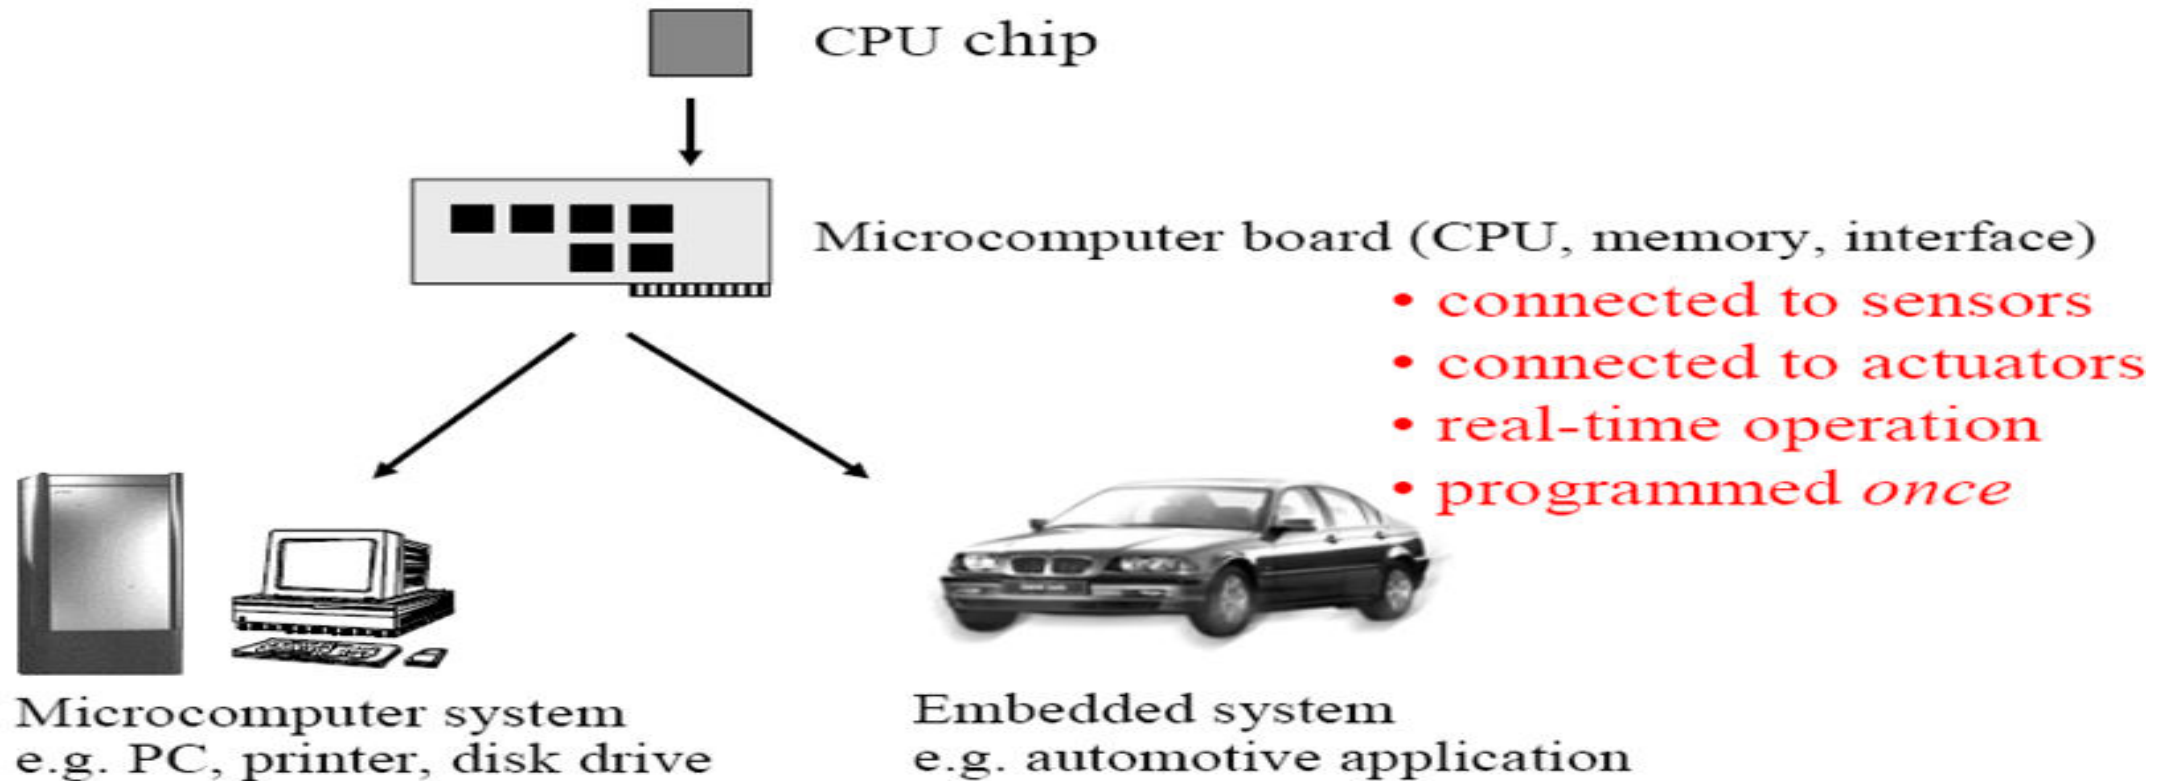 CPU chip
Microcomputer board (CPU, memory, interface)
• connected to sensors
• connected to actuators
• real-time operation
• programmed once
Microcomputer system
e.g. PC, printer, disk drive
Embedded system
e.g. automotive application